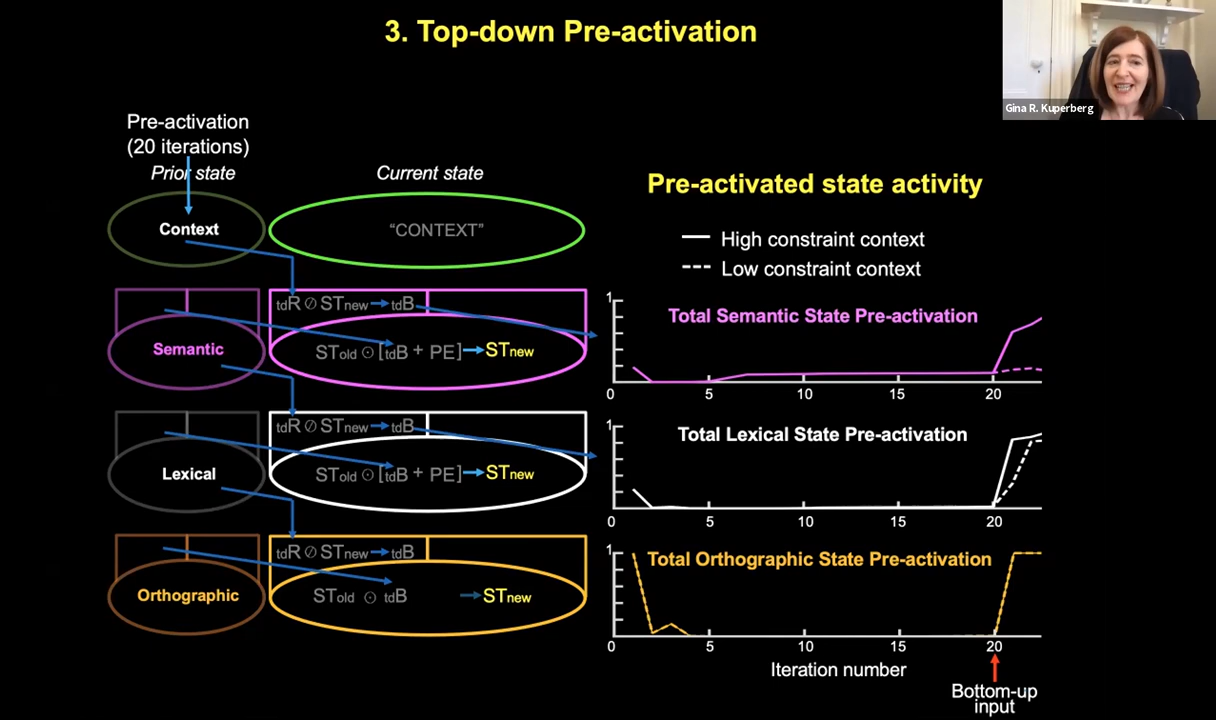 3. Top-down Pre-activation
Gina R. Kuperberg
Pre-activation
(20 iterations)
Prior state
Current state
Context
“CONTEXT”
tdR ⊘ STnew tdB
Semantic
STold ⊙ [tdB + PE] STnew
tdR ⊘ STnew tdB
Lexical
STold ⊙ [tdB + PE] STnew
tdR ⊘ STnew tdB
Orthographic
STold ⊙ tdB STnew
Pre-activated state activity
High constraint context
Low constraint context
1
Total Semantic State Pre-activation
0 5 10 15 20
1
Total Lexical State Pre-activation
0 5 10 15 20
1
Total Orthographic State Pre-activation
0 5 10 15 20
Iteration number
Bottom-up
input